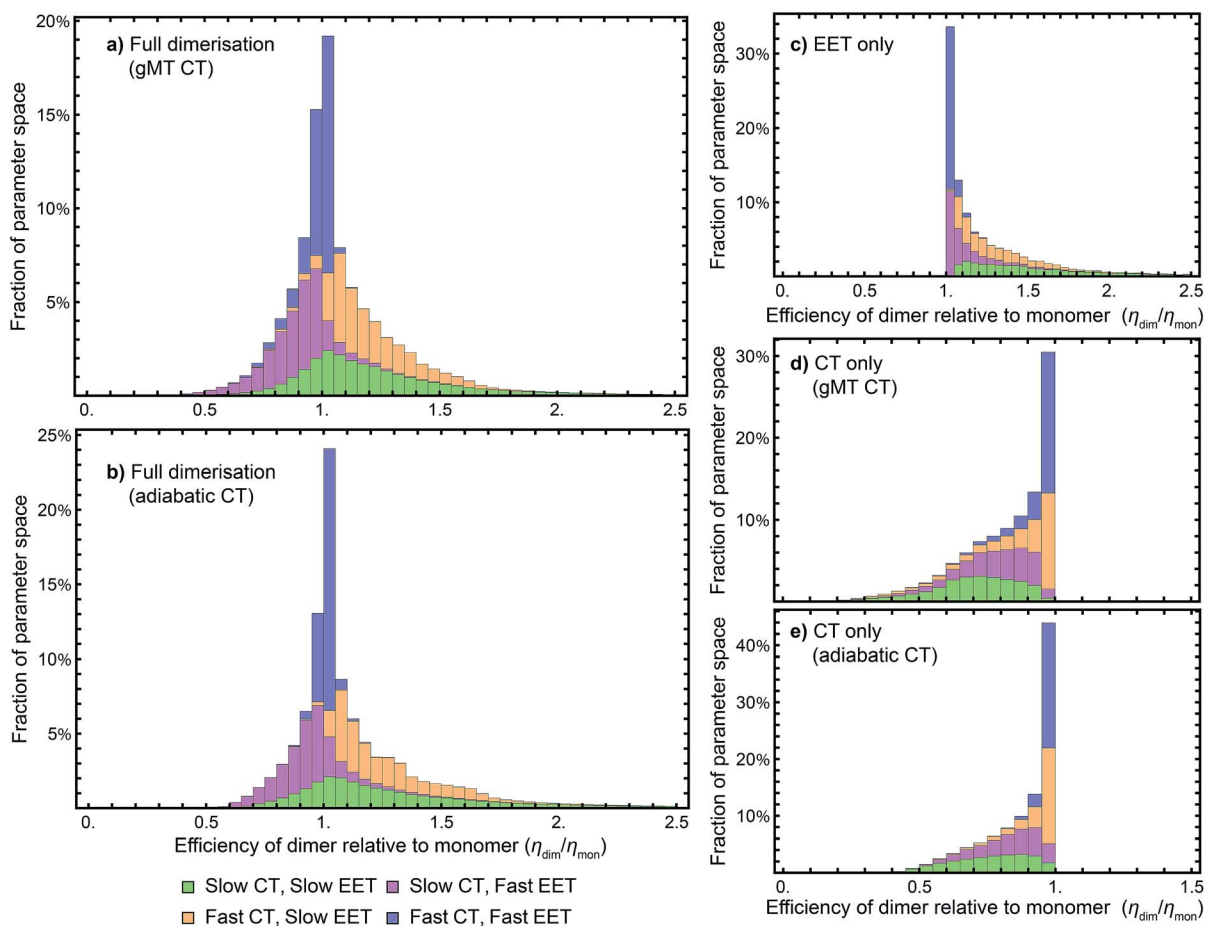 20%
15%
10%
5%
Fraction of parameter space
a) Full dimerisation
(gMT CT)
0. 0.5 1. 1.5 2. 2.5
25%
20%
15%
10%
5%
Fraction of parameter space
b) Full dimerisation
(adiabatic CT)
0. 0.5 1. 1.5 2. 2.5
Efficiency of dimer relative to monomer (ηdim/ηmon)
Slow CT, Slow EET
Slow CT, Fast EET
Fast CT, Slow EET
Fast CT, Fast EET
30%
20%
10%
Fraction of parameter space
c) EET only
0. 0.5 1. 1.5 2. 2.5
Efficiency of dimer relative to monomer (ηdim/ηmon)
30%
20%
10%
Fraction of parameter space
d) CT only
(gMT CT)
40%
30%
20%
10%
Fraction of parameter space
e) CT only
(adiabatic CT)
0. 0.5 1.0 1.5
Efficiency of dimer relative to monomer (ηdim/ηmon)